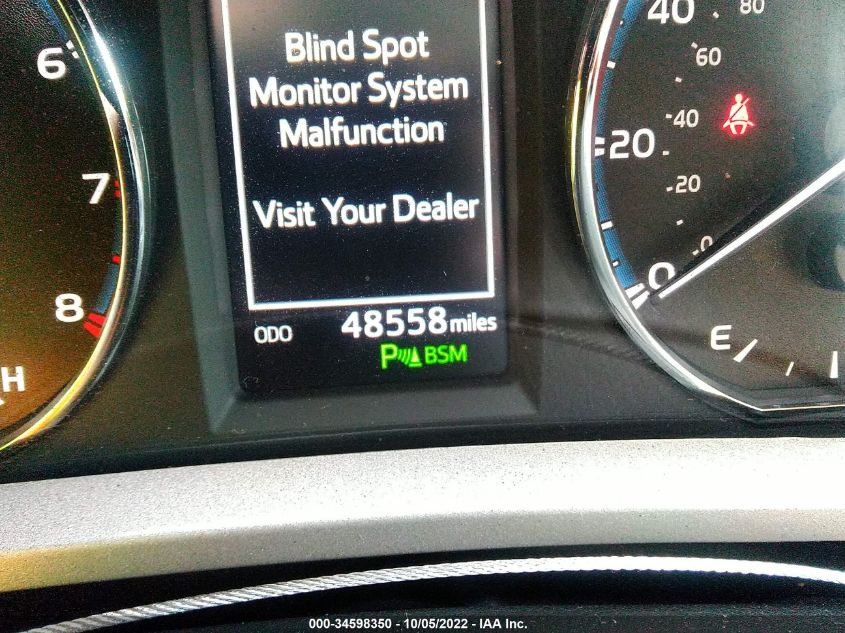 Blind Spot
Monitor System
Malfunction
Visit Your Dealer
ODO 48558 miles
P BSM
6
7
8
H
40
20
0
80
60
40
20
0
E
000-34598350 - 10/05/2022 - IAA Inc.